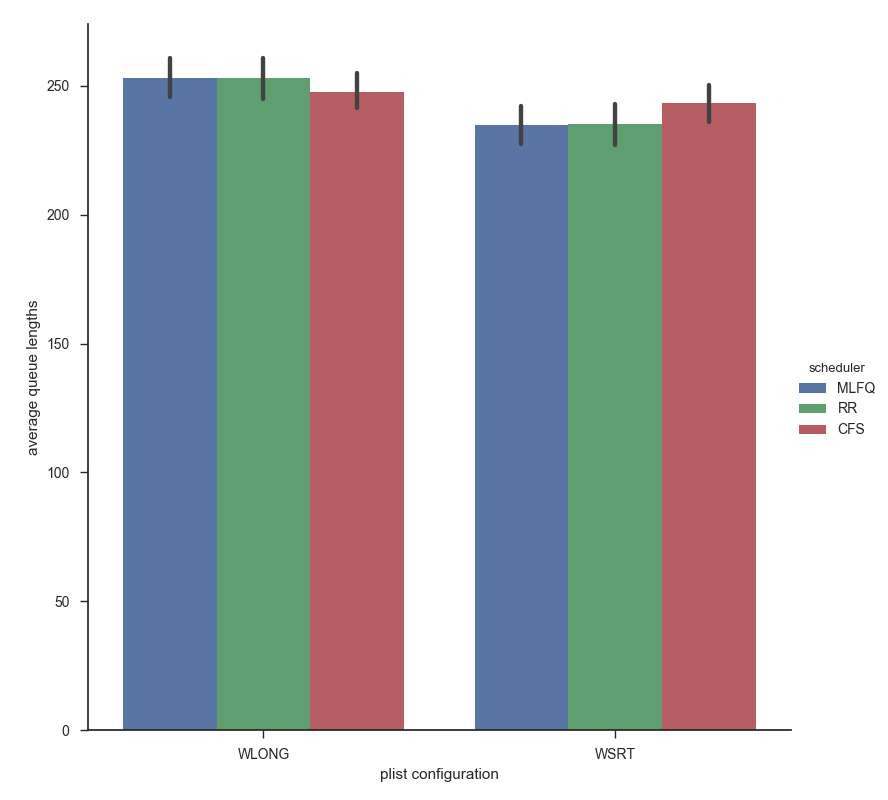 average queue lengths
250
200
150
100
50
0
WLONG
WSRT
plist configuration
scheduler
MLFQ
RR
CFS